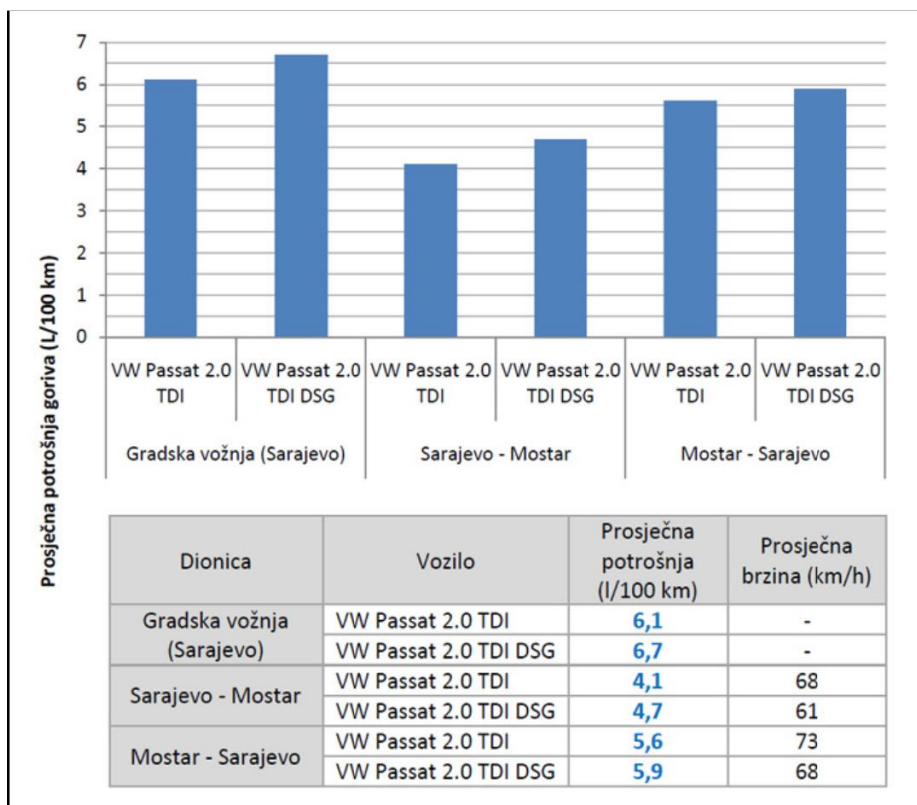 7
6
5
4
3
2
1
0
Prosječna potrošnja goriva (L/100 km)
VW Passat 2.0 TDI
VW Passat 2.0 TDI DSG
VW Passat 2.0 TDI
VW Passat 2.0 TDI DSG
VW Passat 2.0 TDI
VW Passat 2.0 TDI DSG
Gradska vožnja (Sarajevo)
Sarajevo - Mostar
Mostar - Sarajevo
Dionica
Vozilo
Prosječna
potrošnja
(l/100 km)
Prosječna
brzina (km/h)
Gradska vožnja
(Sarajevo)
VW Passat 2.0 TDI
6,1
-
VW Passat 2.0 TDI DSG
6,7
-
Sarajevo - Mostar
VW Passat 2.0 TDI
4,1
68
VW Passat 2.0 TDI DSG
4,7
61
Mostar - Sarajevo
VW Passat 2.0 TDI
5,6
73
VW Passat 2.0 TDI DSG
5,9
68